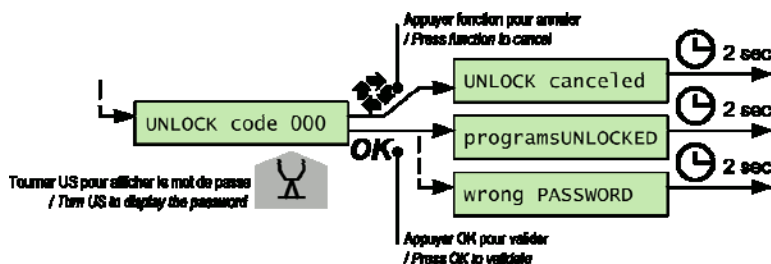 Appuyer fonction pour annuler
/ Press function to cancel
2 sec
UNLOCK canceled
2 sec
UNLOCK code 000
programsUNLOCKED
OK
2 sec
Tourner US pour afficher le mot de passe
/ Turn US to display the password
wrong PASSWORD
Appuyer OK pour valider
/ Press OK to validate